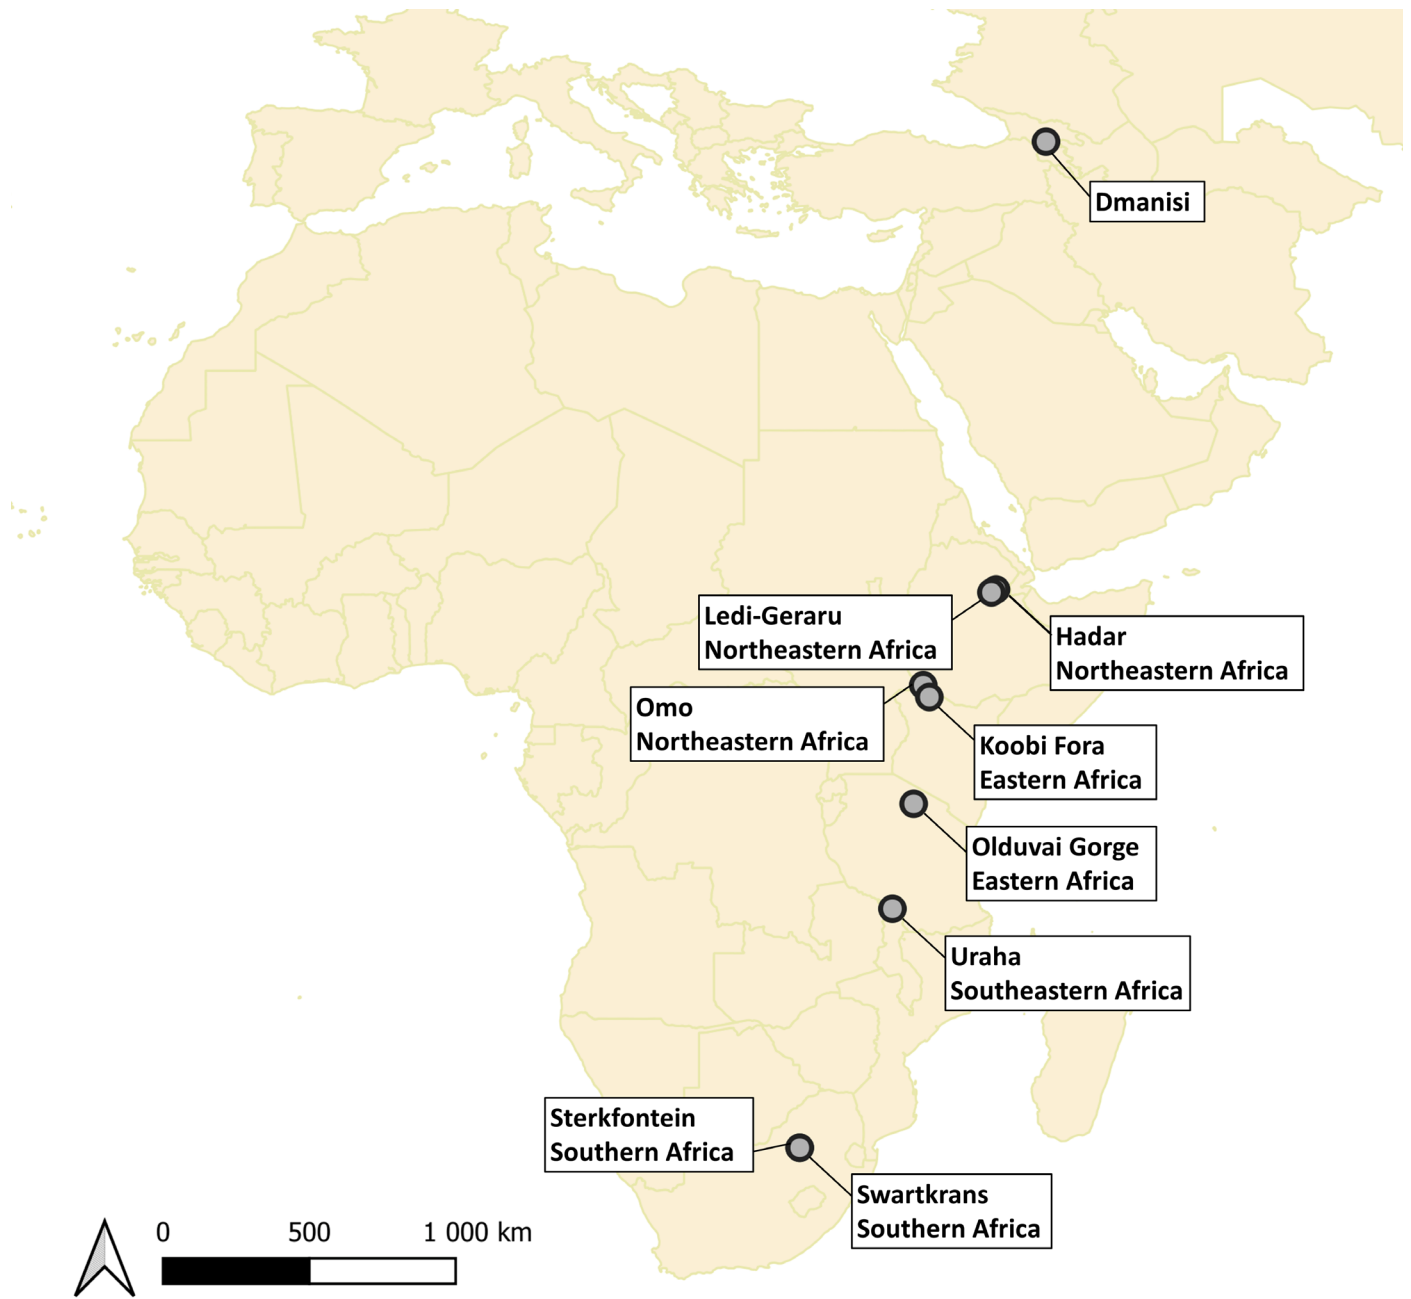 Dmanisi
Ledi-Geraru
Northeastern Africa
Hadar
Northeastern Africa
Omo
Northeastern Africa
Koobi Fora
Eastern Africa
Olduvai Gorge
Eastern Africa
Uraha
Southeastern Africa
Sterkfontein
Southern Africa
Swartkrans
Southern Africa
0 500 1 000 km